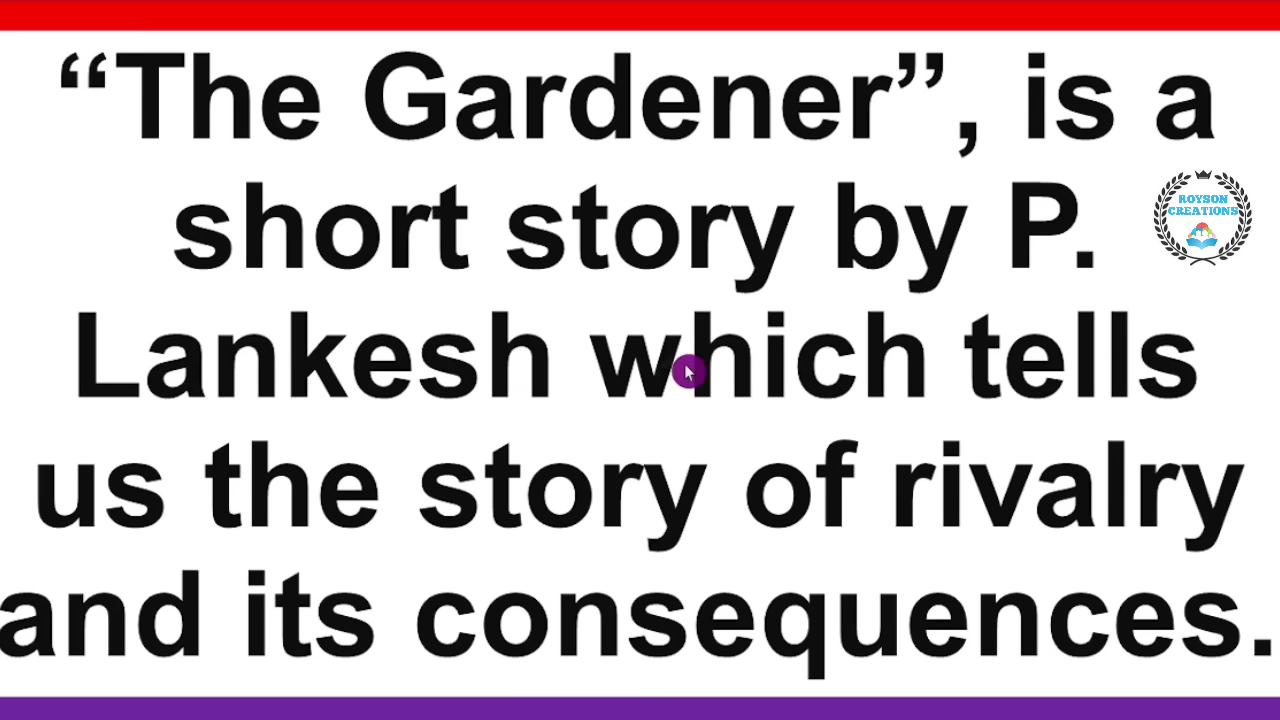 “The Gardener”, is a
short story by P.
ROYSON
CREATIONS
Lankesh which tells
us the story of rivalry
and its consequences.